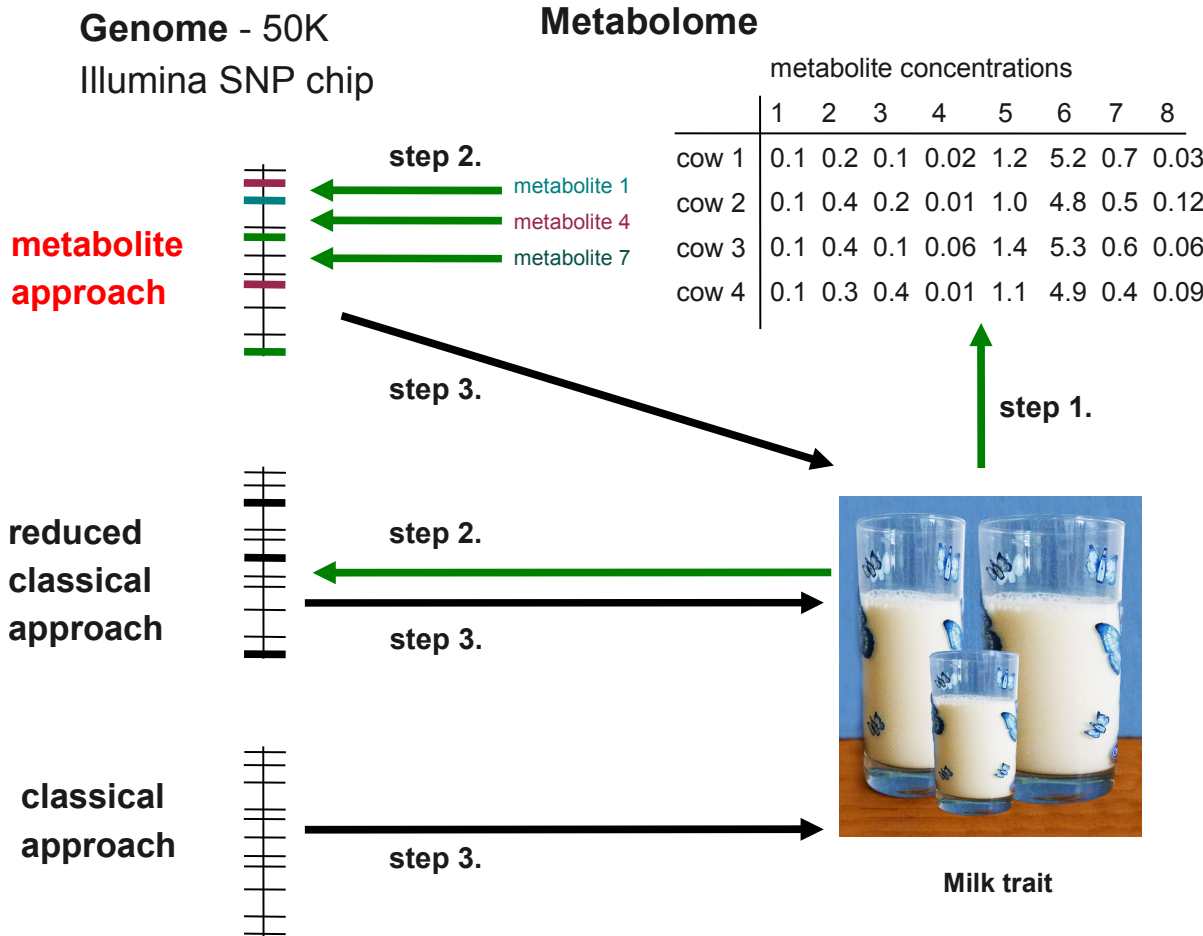 Genome - 50K
Illumina SNP chip
Metabolome
metabolite concentrations
1 2 3 4 5 6 7 8
cow 1 0.1 0.2 0.1 0.02 1.2 5.2 0.7 0.03
cow 2 0.1 0.4 0.2 0.01 1.0 4.8 0.5 0.12
cow 3 0.1 0.4 0.1 0.06 1.4 5.3 0.6 0.06
cow 4 0.1 0.3 0.4 0.01 1.1 4.9 0.4 0.09
step 2.
metabolite 1
metabolite 4
metabolite 7
metabolite
approach
step 3.
step 1.
reduced
classical
approach
step 2.
step 3.
classical
approach
step 3.
Milk trait